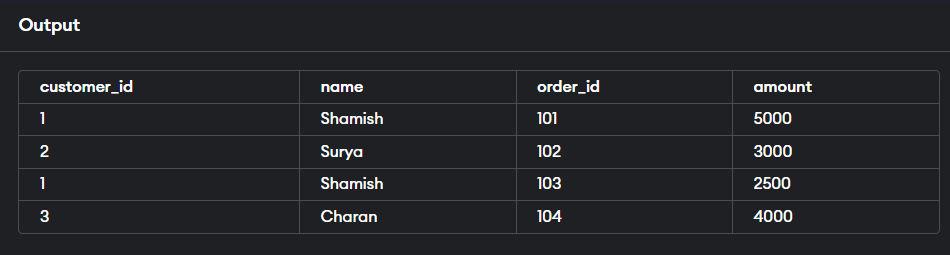 Output
customer_id name order_id amount
1 Shamish 101 5000
2 Surya 102 3000
1 Shamish 103 2500
3 Charan 104 4000